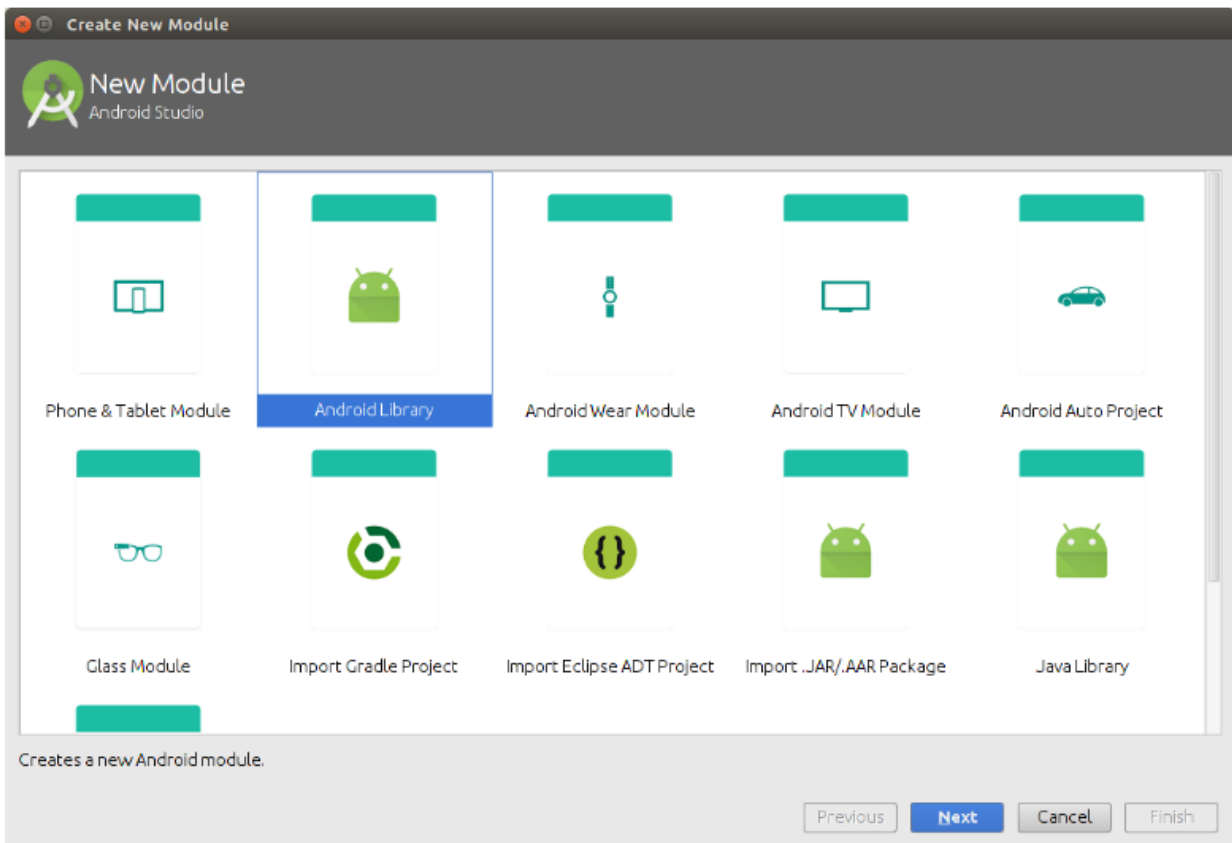 Create New Module
New Module
Android Studio
Phone & Tablet Module
Android Library
Android Wear Module
Android TV Module
Android Auto Project
{}
Glass Module
Import Gradle Project
Import Eclipse ADT Project
Import .JAR/.AAR Package
Java Library
Creates a new Android module.
Previous
Next
Cancel
Finish